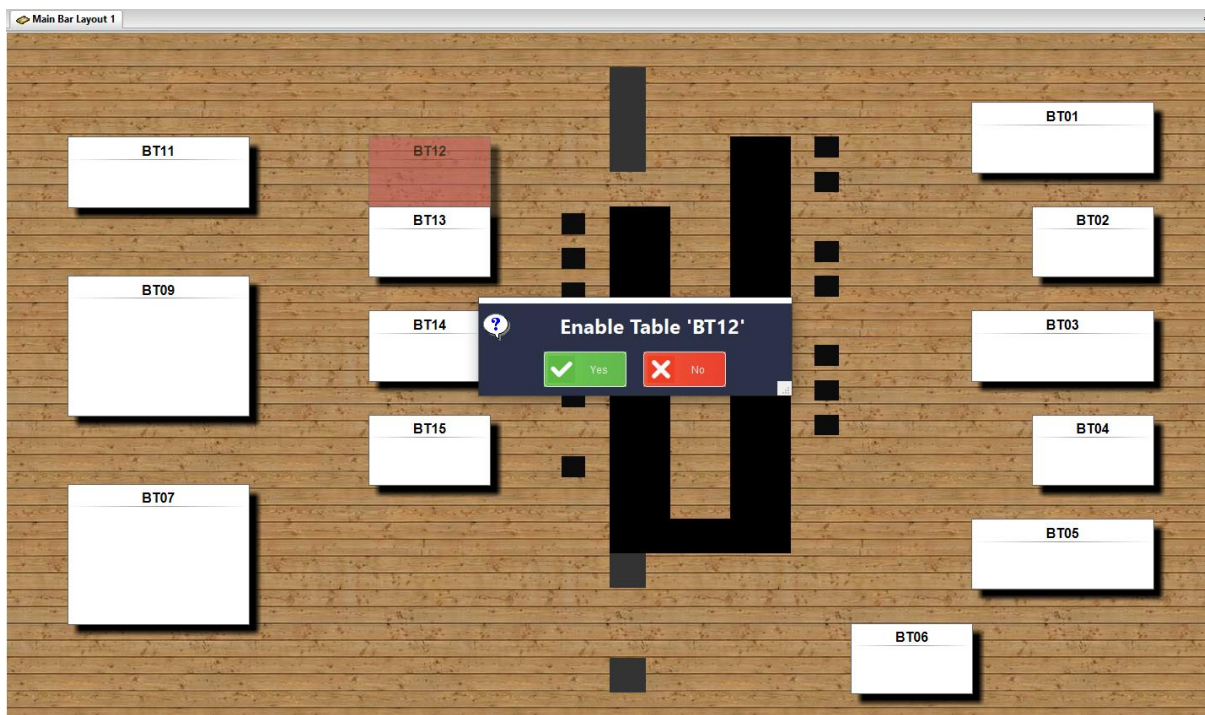 Main Bar Layout 1
BT01
BT11
BT12
BT13
BT02
BT09
BT14
BT03
Enable Table 'BT12'
Yes
No
BT15
BT04
BT07
BT05
BT06